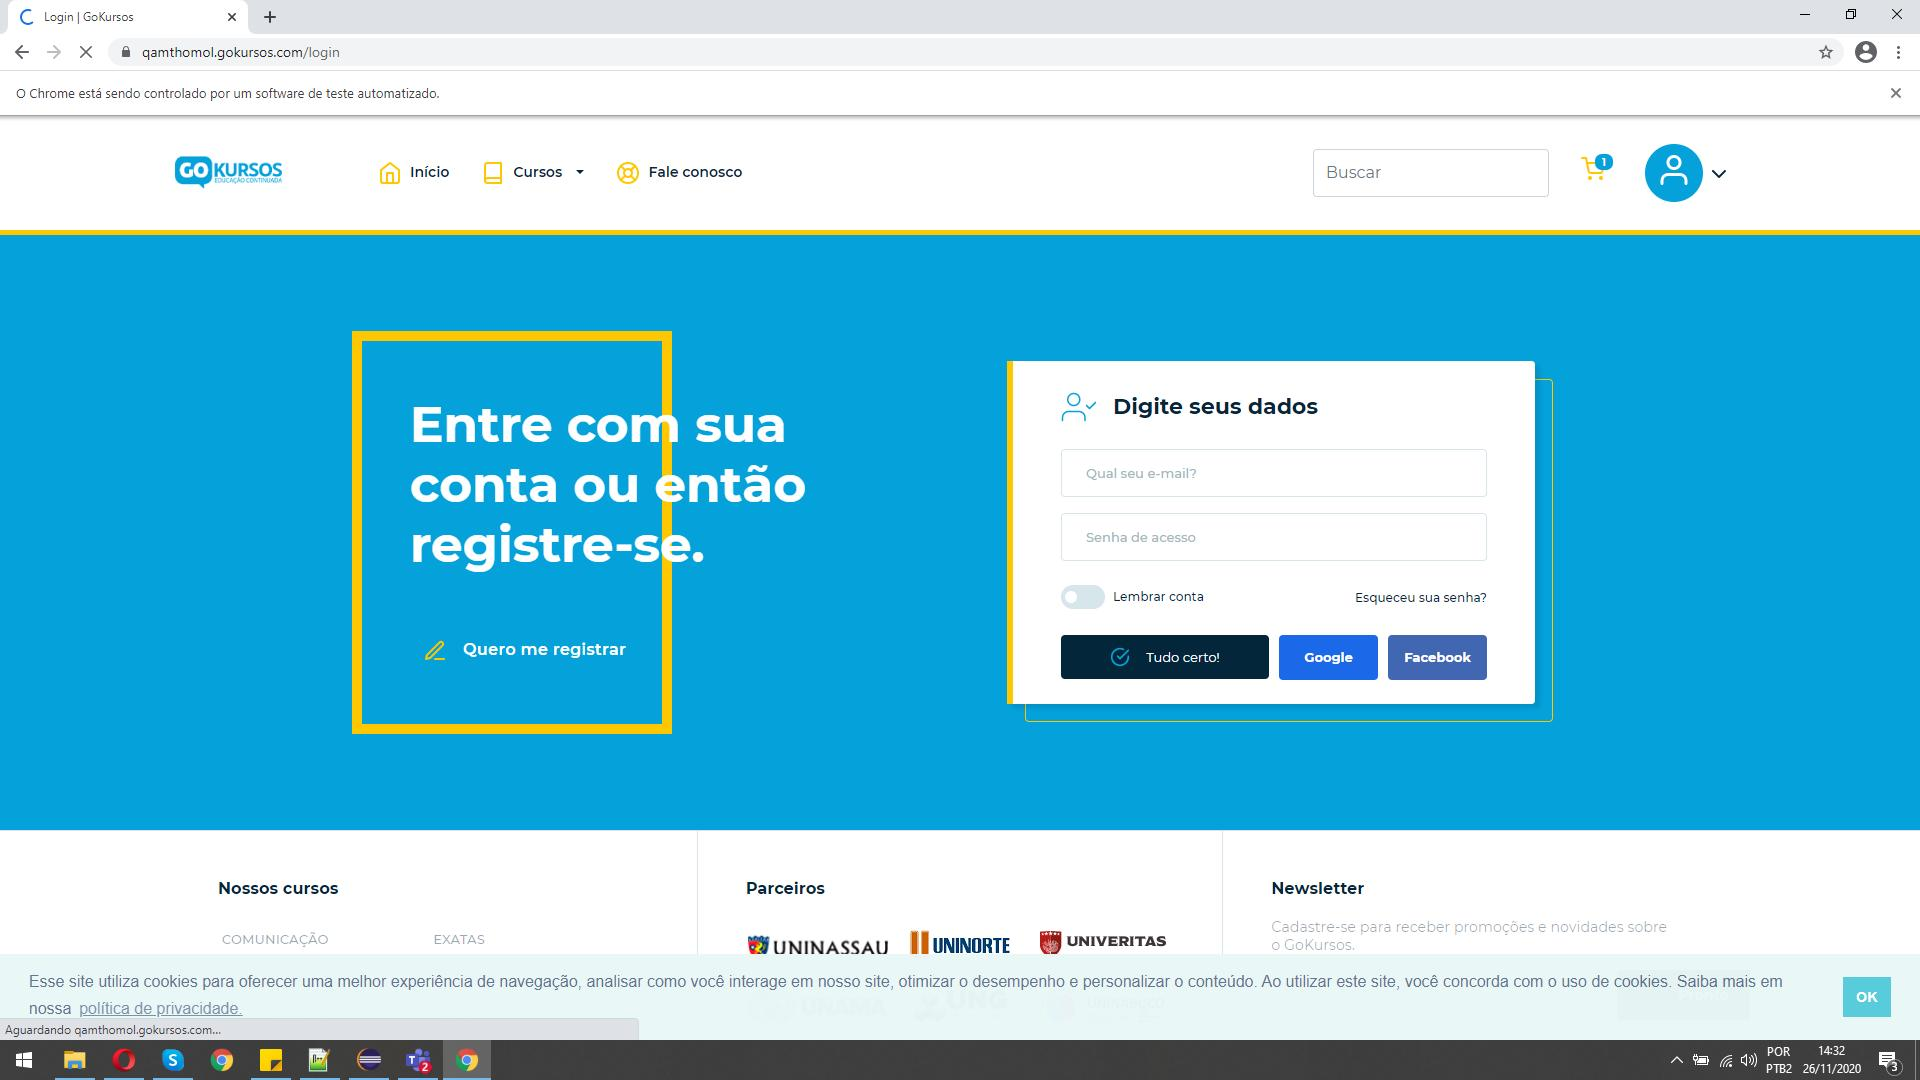 Login | GoKursos
qamthomol.gokursos.com/login
O Chrome está sendo controlado por um software de teste automatizado.
GO KURSOS
EDUCAÇÃO CONTINUADA
Início
Cursos
Fale conosco
Buscar
1
Entre com sua
conta ou então
registre-se.
Quero me registrar
Digite seus dados
Qual seu e-mail?
Senha de acesso
Lembrar conta
Esqueceu sua senha?
Tudo certo!
Google
Facebook
Nossos cursos
COMUNICAÇÃO
EXATAS
Parceiros
UNINASSAU
UNINORTE
UNIVERITAS
UNAMA
UNG
Newsletter
Cadastre-se para receber promoções e novidades sobre
o GoKursos.
Esse site utiliza cookies para oferecer uma melhor experiência de navegação, analisar como você interage em nosso site, otimizar o desempenho e personalizar o conteúdo. Ao utilizar este site, você concorda com o uso de cookies. Saiba mais em
nossa política de privacidade.
OK
Aguardando qamthomol.gokursos.com...
2
POR
PTB2
14:32
26/11/2020
3